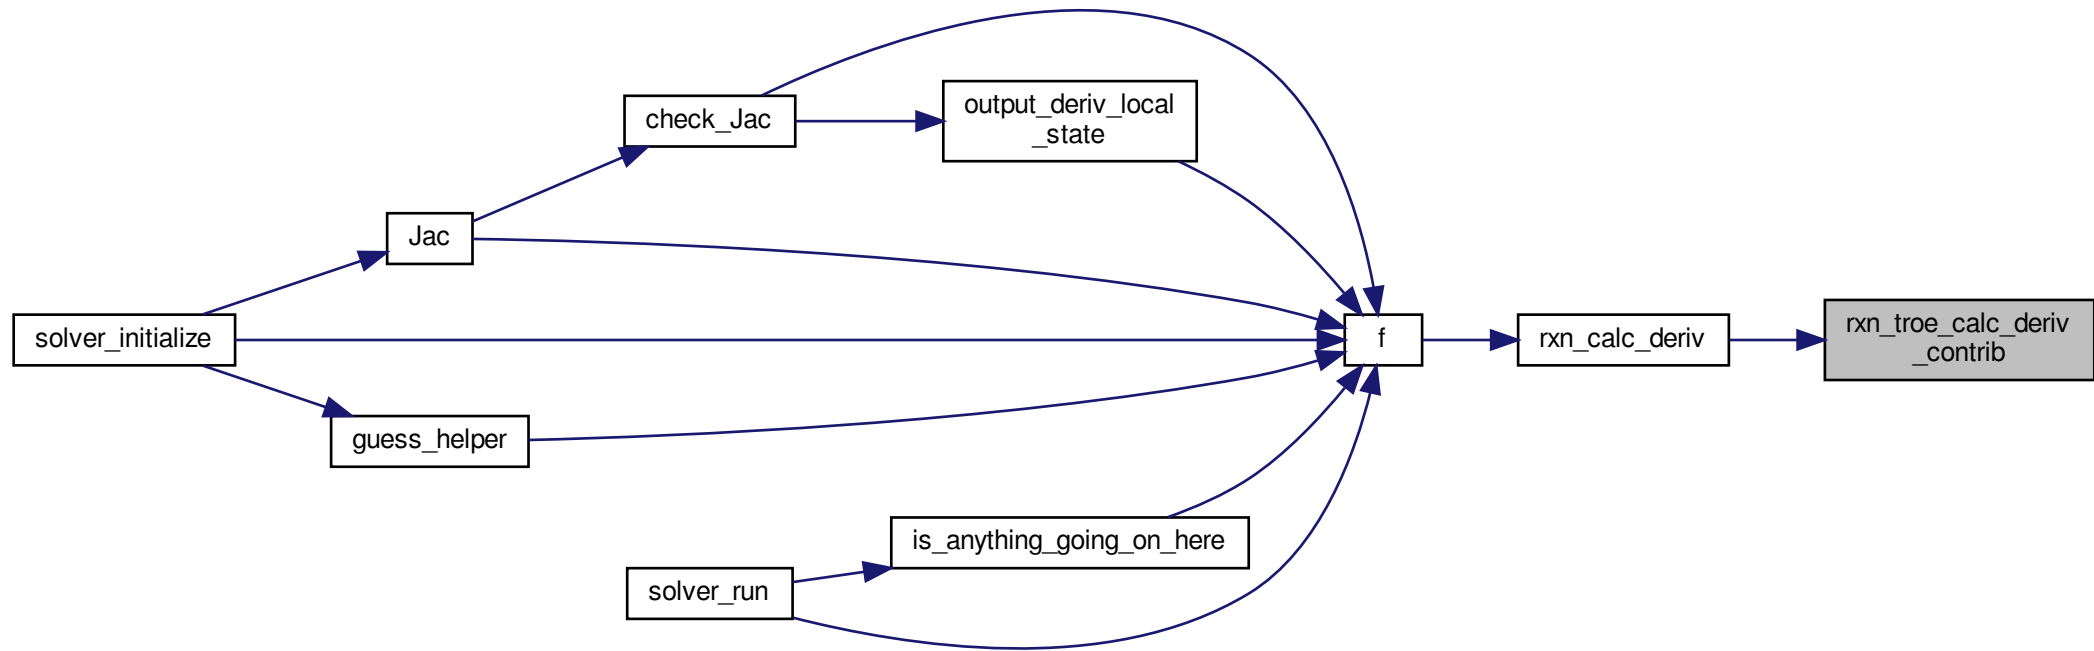 output_deriv_local
_state
check_Jac
Jac
solver_initialize
f
rxn_calc_deriv
rxn_troe_calc_deriv
_contrib
guess_helper
is_anything_going_on_here
solver_run